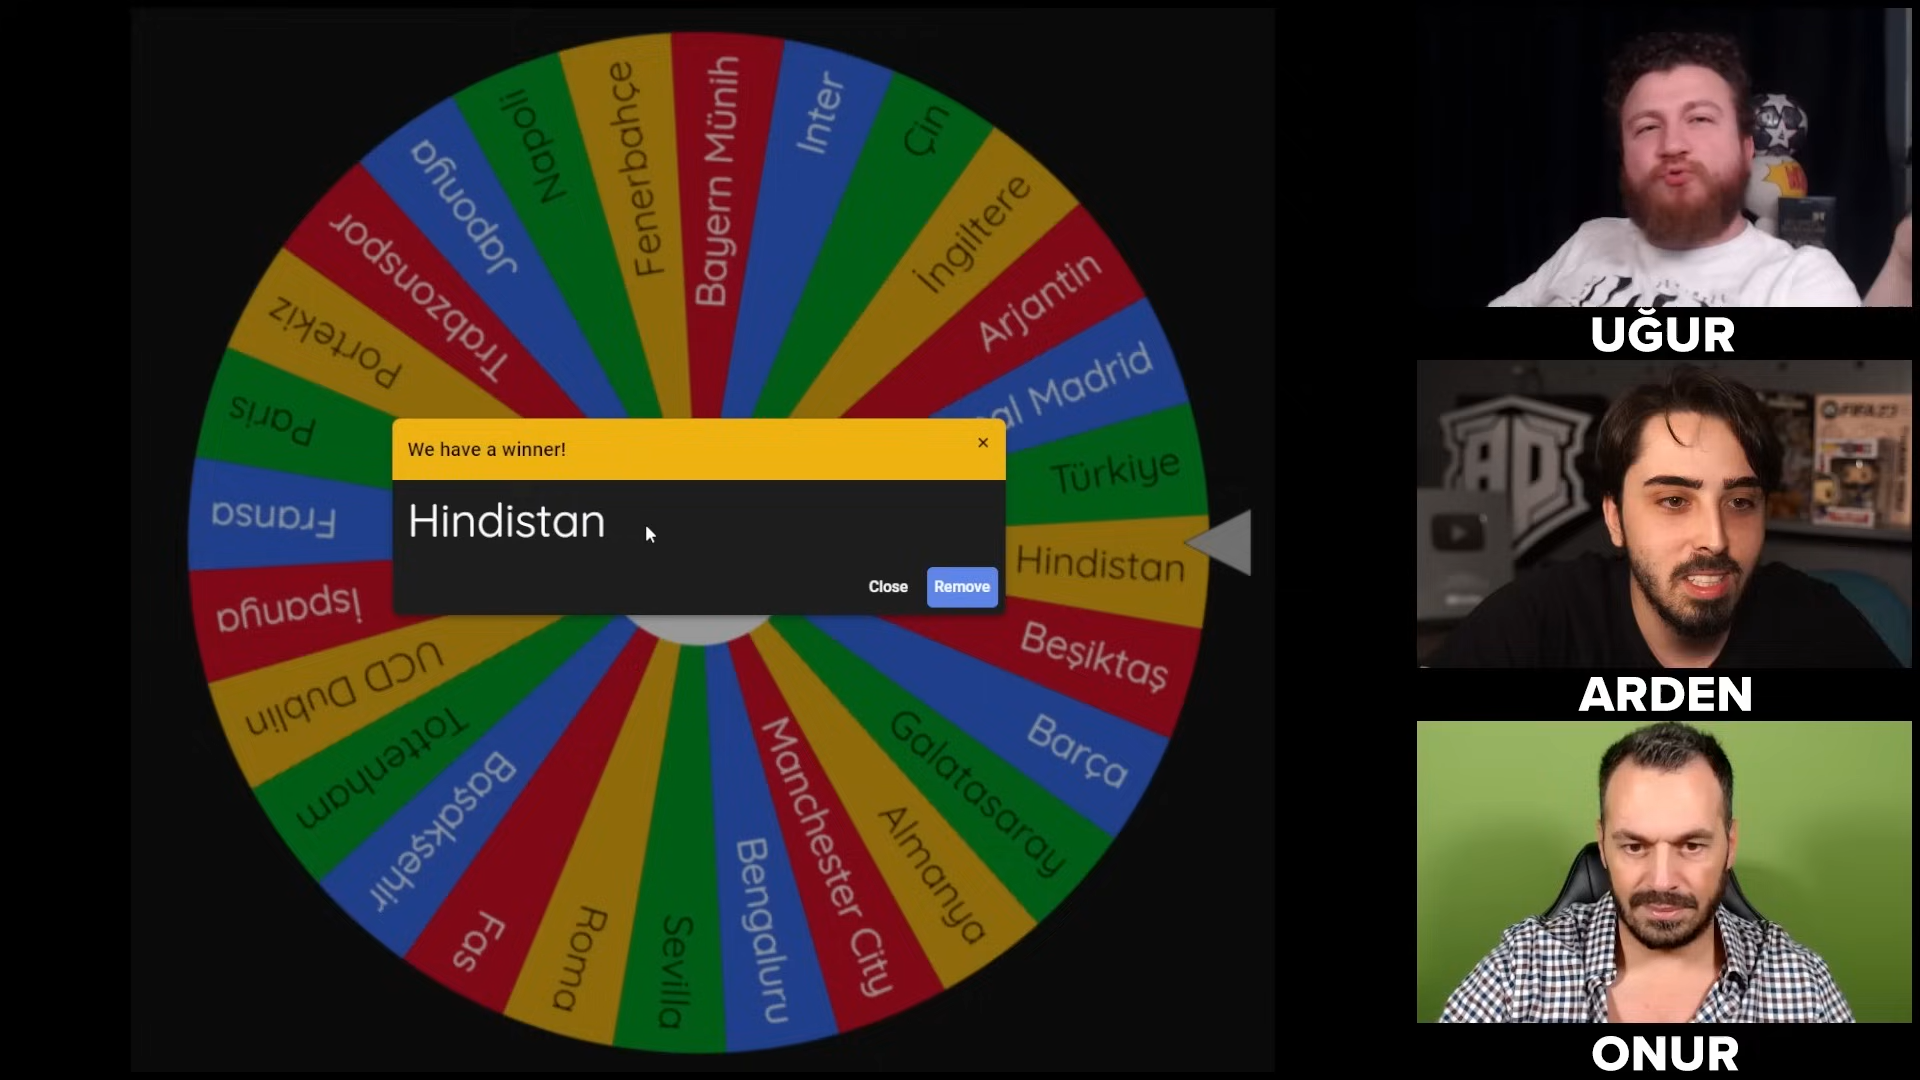 Napoli
Fenerbahçe
Bayern Münih
Inter
Çin
İngiltere
Arjantin
al Madrid
Türkiye
Hindistan
Beşiktaş
Barça
Galatasaray
Almanya
Manchester City
Bengaluru
Sevilla
Roma
Fas
Başakşehir
Tottenham
UCD Dublin
İspanya
Fransa
Paris
Portekiz
Trabzonspor
Japonya
We have a winner!
×
Hindistan
Close
Remove
UĞUR
FIFA 23
ARDEN
ONUR